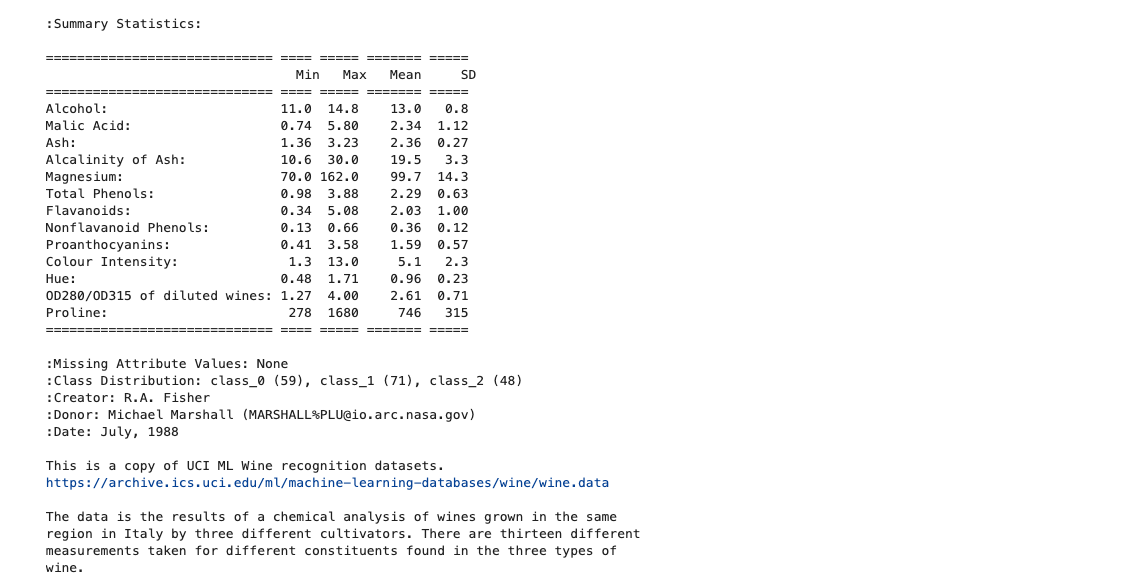 :Summary Statistics:
============================= ==== ===== ======= =====
Min Max Mean SD
============================= ==== ===== ======= =====
Alcohol: 11.0 14.8 13.0 0.8
Malic Acid: 0.74 5.80 2.34 1.12
Ash: 1.36 3.23 2.36 0.27
Alcalinity of Ash: 10.6 30.0 19.5 3.3
Magnesium: 70.0 162.0 99.7 14.3
Total Phenols: 0.98 3.88 2.29 0.63
Flavanoids: 0.34 5.08 2.03 1.00
Nonflavanoid Phenols: 0.13 0.66 0.36 0.12
Proanthocyanins: 0.41 3.58 1.59 0.57
Colour Intensity: 1.3 13.0 5.1 2.3
Hue: 0.48 1.71 0.96 0.23
OD280/OD315 of diluted wines: 1.27 4.00 2.61 0.71
Proline: 278 1680 746 315
============================= ==== ===== ======= =====
:Missing Attribute Values: None
:Class Distribution: class_0 (59), class_1 (71), class_2 (48)
:Creator: R.A. Fisher
:Donor: Michael Marshall (MARSHALL%PLU@io.arc.nasa.gov)
:Date: July, 1988
This is a copy of UCI ML Wine recognition datasets.
https://archive.ics.uci.edu/ml/machine-learning-databases/wine/wine.data
The data is the results of a chemical analysis of wines grown in the same
region in Italy by three different cultivators. There are thirteen different
measurements taken for different constituents found in the three types of
wine.